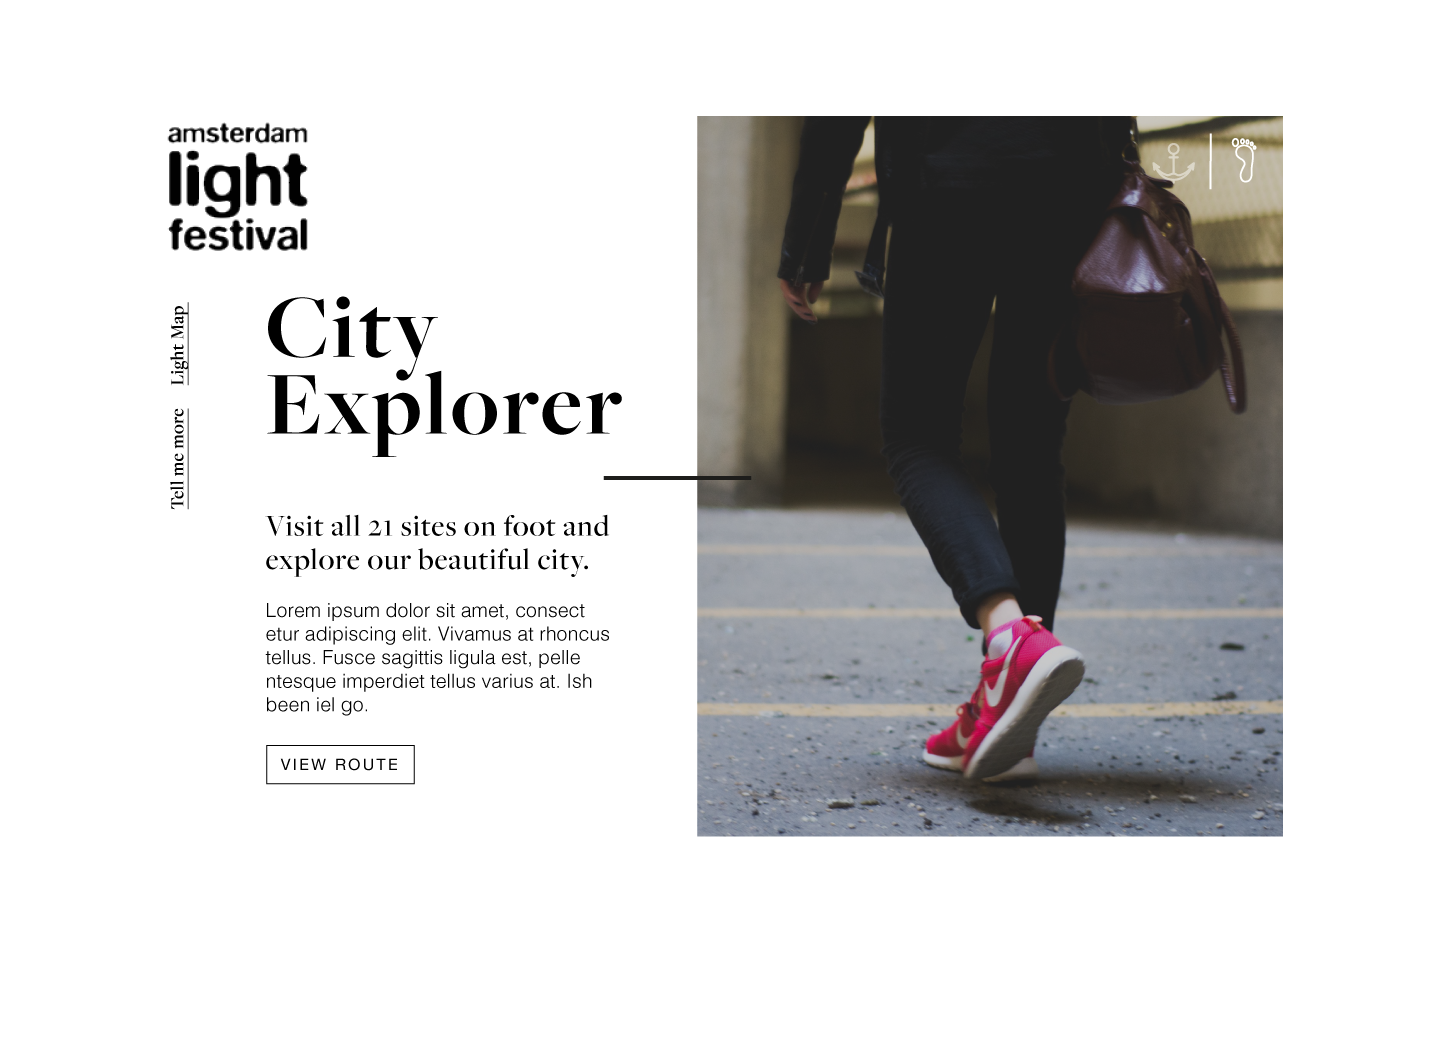 amsterdam
light
festival
Light Map
Tell me more
City
Explorer
Visit all 21 sites on foot and
explore our beautiful city.
Lorem ipsum dolor sit amet, consect
etur adipiscing elit. Vivamus at rhoncus
tellus. Fusce sagittis ligula est, pelle
ntesque imperdiet tellus varius at. Ish
been iel go.
VIEW ROUTE